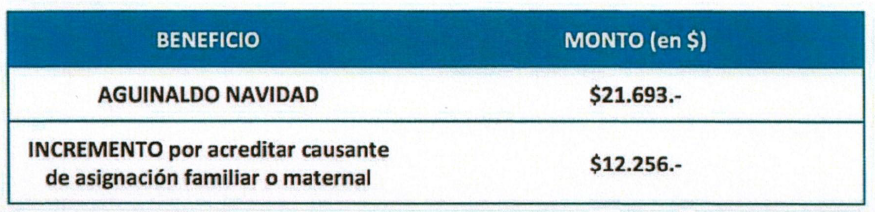 BENEFICIO MONTO (en $)
AGUINALDO NAVIDAD $21.693.-
INCREMENTO por acreditar causante
de asignación familiar o maternal
$12.256.-